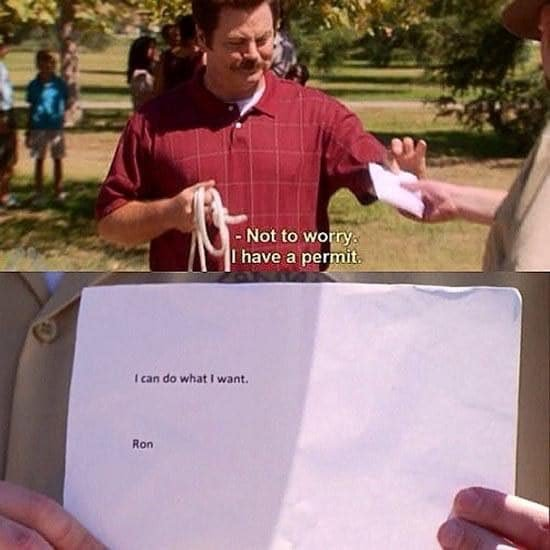 - Not to worry.
I have a permit.
I can do what I want.
Ron